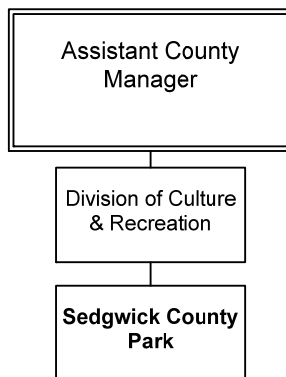 Assistant County
Manager
Division of Culture
& Recreation
Sedgwick County
Park